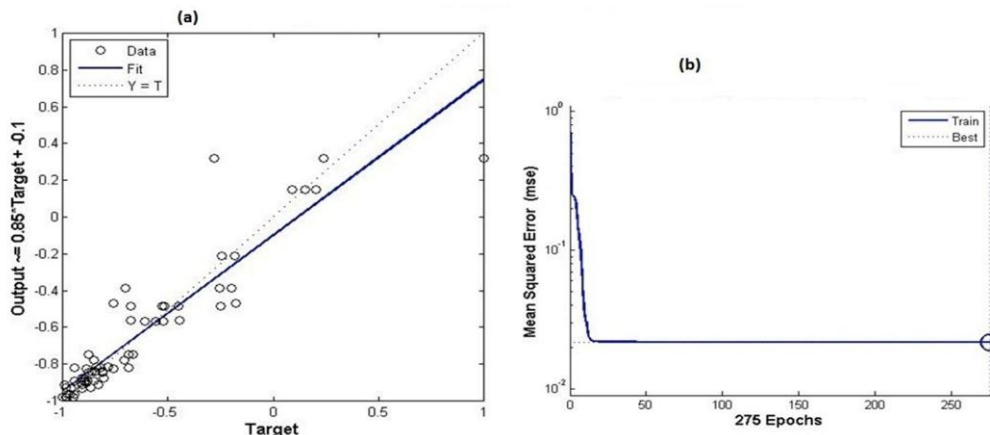 (a)
Output ~= 0.85*Target + -0.1
1
0.8
0.6
0.4
0.2
0
-0.2
-0.4
-0.6
-0.8
-1
Data
Fit
Y = T
-1
-0.5
0
0.5
1
Target
(b)
Mean Squared Error (mse)
10^0
10^-1
10^-2
Train
Best
0
50
100
150
200
250
275 Epochs